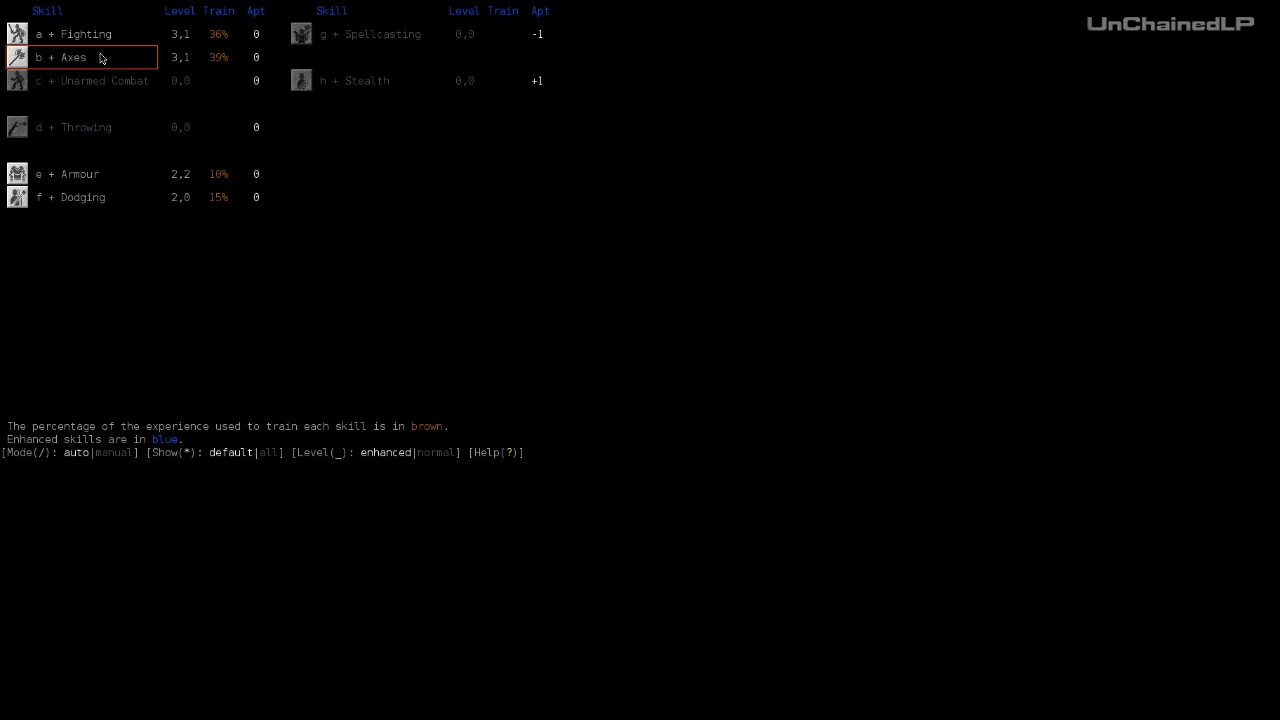 Skill Level Train Apt Skill Level Train Apt
UnChainedLP
a + Fighting 3,1 36% 0 g + Spellcasting 0,0 -1
b + Axes 3,1 39% 0
c + Unarmed Combat 0,0 0 h + Stealth 0,0 +1
d + Throwing 0,0 0
e + Armour 2,2 10% 0
f + Dodging 2,0 15% 0
The percentage of the experience used to train each skill is in brown.
Enhanced skills are in blue.
[Mode(/): auto|manual] [Show(*): default|all] [Level(_): enhanced|normal] [Help(?)]